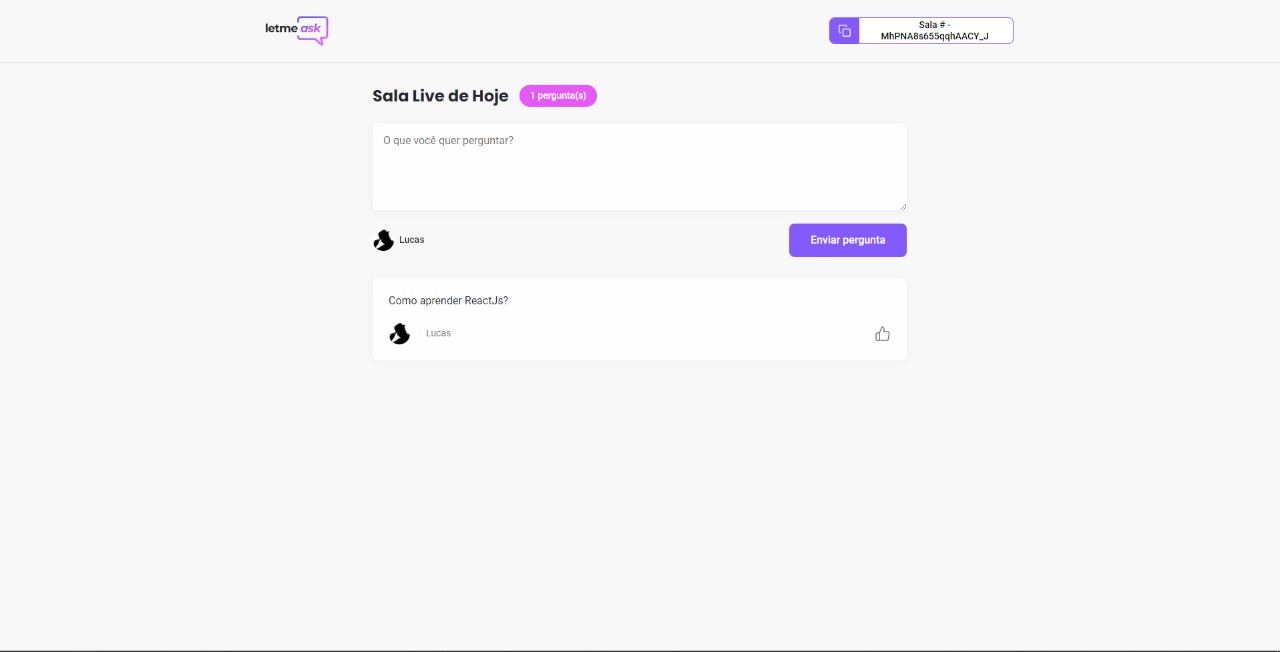 letmeask
Sala # -
MhPNA8s655qqhAACY_J
Sala Live de Hoje
1 pergunta(s)
O que você quer perguntar?
Lucas
Enviar pergunta
Como aprender ReactJs?
Lucas